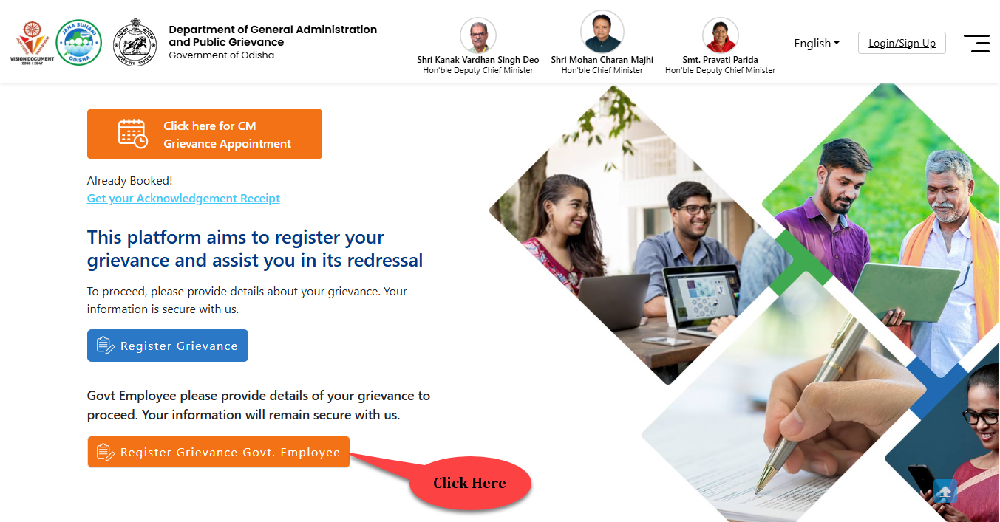 VISION DOCUMENT
2036 | 2047
JANA SUNANI
ODISHA
Department of General Administration
and Public Grievance
Government of Odisha
Shri Kanak Vardhan Singh Deo
Hon'ble Deputy Chief Minister
Shri Mohan Charan Majhi
Hon'ble Chief Minister
Smt. Pravati Parida
Hon'ble Deputy Chief Minister
English
Login/Sign Up
Click here for CM
Grievance Appointment
Already Booked!
Get your Acknowledgement Receipt
This platform aims to register your
grievance and assist you in its redressal
To proceed, please provide details about your grievance. Your
information is secure with us.
Register Grievance
Govt Employee please provide details of your grievance to
proceed. Your information will remain secure with us.
Register Grievance Govt. Employee
Click Here